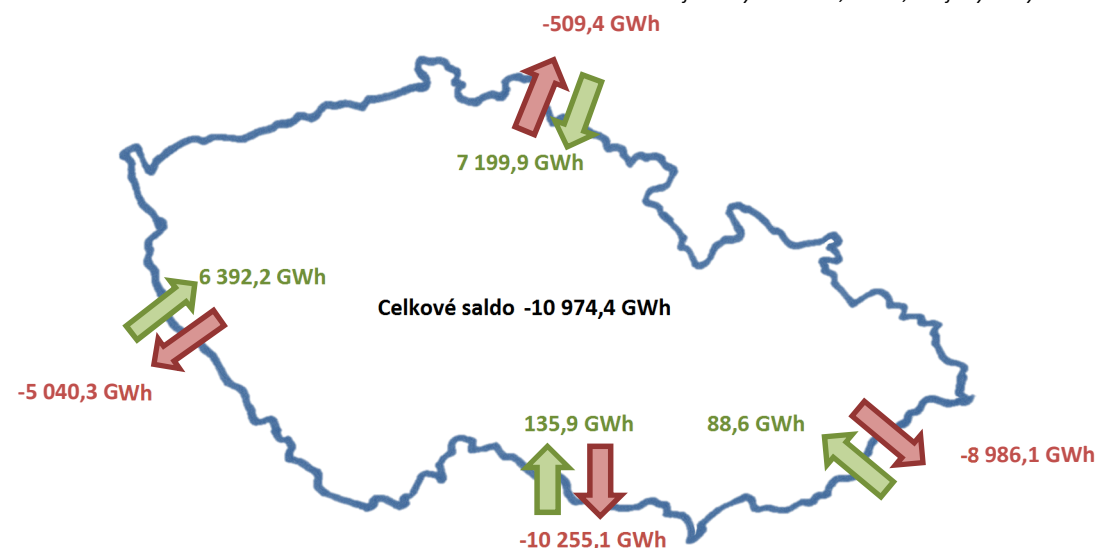 -509,4 GWh
7 199,9 GWh
6 392,2 GWh
Celkové saldo -10 974,4 GWh
-5 040,3 GWh
135,9 GWh
88,6 GWh
-8 986,1 GWh
-10 255,1 GWh